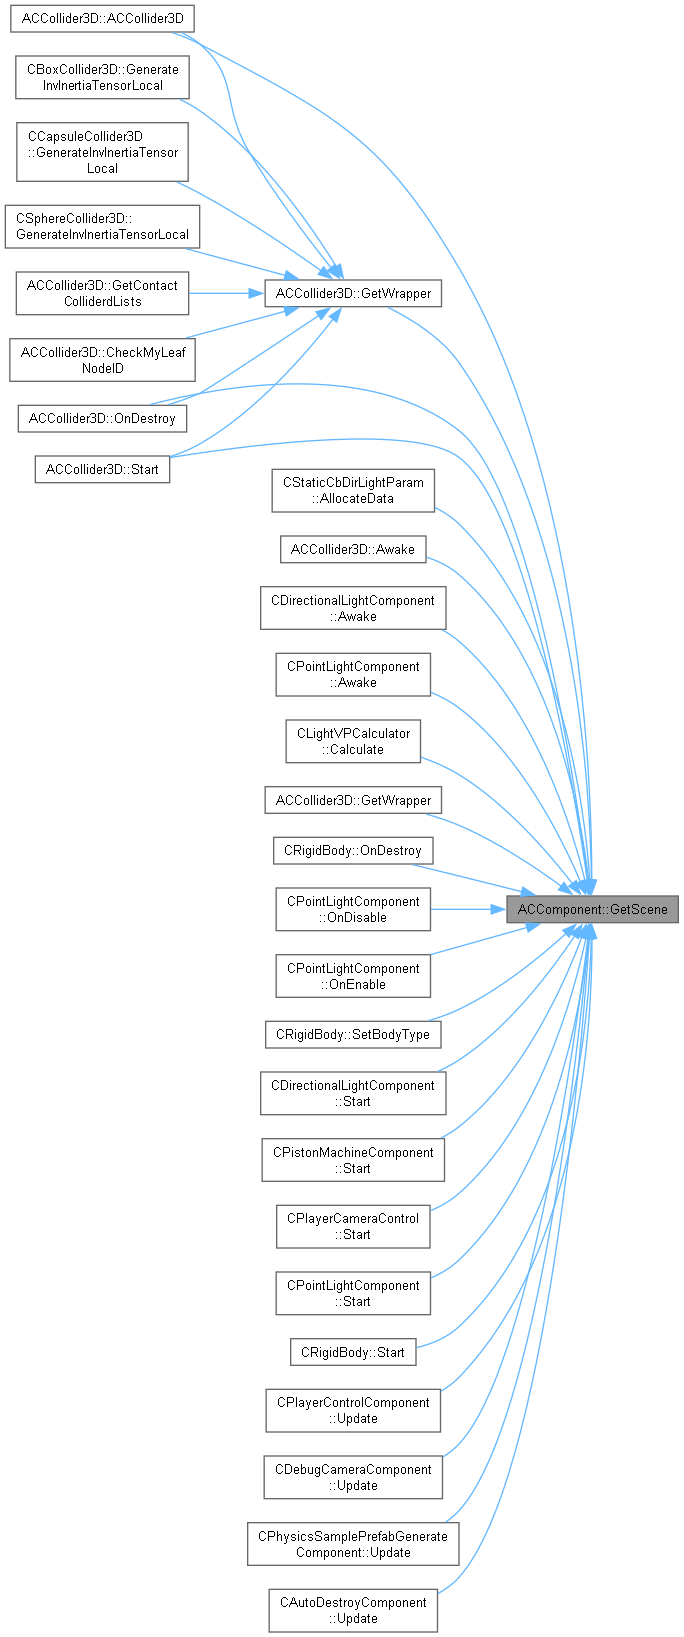 ACCollider3D::ACCollider3D
CBoxCollider3D::Generate
InvInertiaTensorLocal
CCapsuleCollider3D
::GenerateInvInertiaTensor
Local
CSphereCollider3D::
GenerateInvInertiaTensorLocal
ACCollider3D::GetContact
ColliderdLists
ACCollider3D::GetWrapper
ACCollider3D::CheckMyLeaf
NodeID
ACCollider3D::OnDestroy
ACCollider3D::Start
CStaticCbDirLightParam
::AllocateData
ACCollider3D::Awake
CDirectionalLightComponent
::Awake
CPointLightComponent
::Awake
CLightVPCalculator
::Calculate
ACCollider3D::GetWrapper
CRigidBody::OnDestroy
CPointLightComponent
::OnDisable
ACComponent::GetScene
CPointLightComponent
::OnEnable
CRigidBody::SetBodyType
CDirectionalLightComponent
::Start
CPistonMachineComponent
::Start
CPlayerCameraControl
::Start
CPointLightComponent
::Start
CRigidBody::Start
CPlayerControlComponent
::Update
CDebugCameraComponent
::Update
CPhysicsSamplePrefabGenerate
Component::Update
CAutoDestroyComponent
::Update